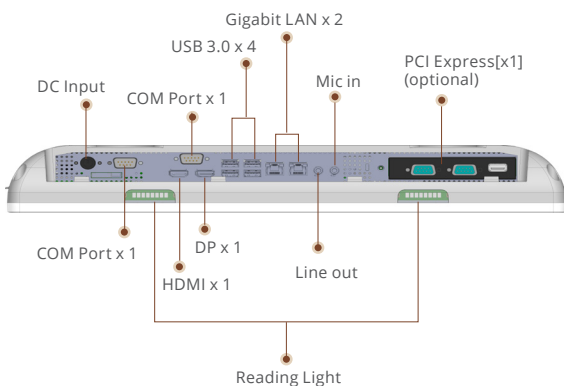 Gigabit LAN x 2
USB 3.0 x 4
PCI Express[x1]
(optional)
Mic in
DC Input
COM Port x 1
COM Port x 1
DP x 1
HDMI x 1
Line out
Reading Light